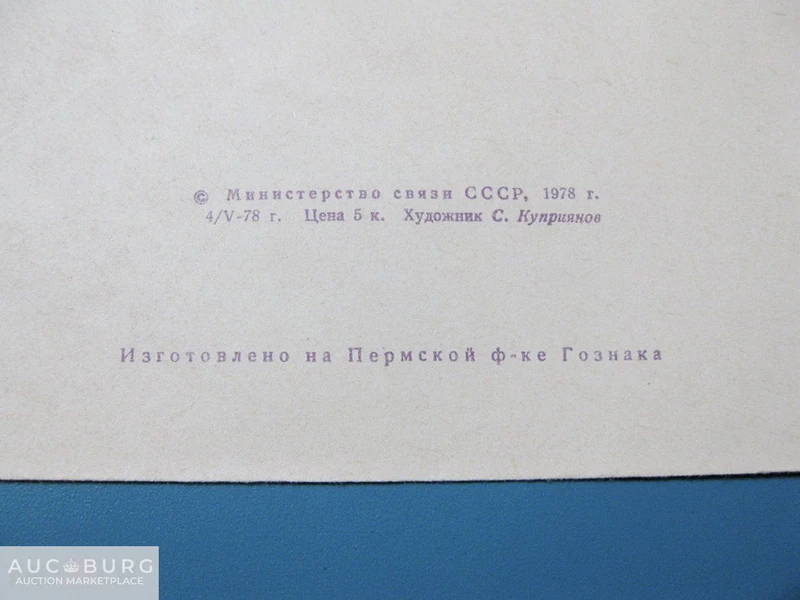 © Министерство связи СССР, 1978 г.
4/V-78 г. Цена 5 к. Художник С. Куприянов
Изготовлено на Пермской ф-ке Гознака
AUCBURG
AUCTION MARKETPLACE